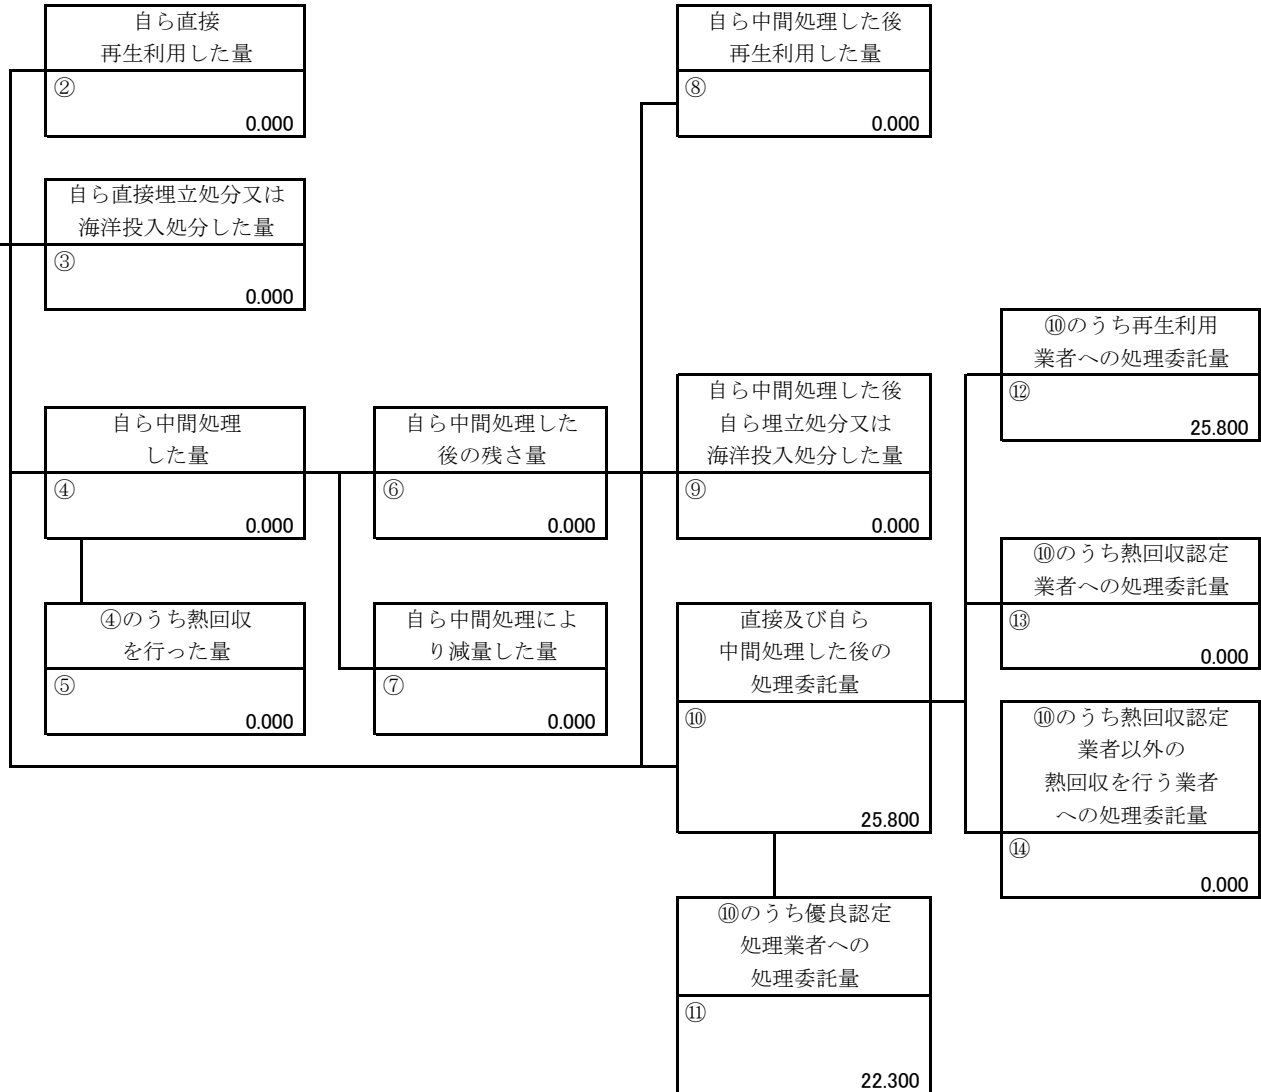 自ら直接
再生利用した量
②
0.000
自ら中間処理した後
再生利用した量
⑧
0.000
自ら直接埋立処分又は
海洋投入処分した量
③
0.000
⑩のうち再生利用
業者への処理委託量
⑫
25.800
自ら中間処理
した量
④
0.000
自ら中間処理した
後の残さ量
⑥
0.000
自ら中間処理した後
自ら埋立処分又は
海洋投入処分した量
⑨
0.000
⑩のうち熱回収認定
業者への処理委託量
⑬
0.000
④のうち熱回収
を行った量
⑤
0.000
自ら中間処理によ
り減量した量
⑦
0.000
直接及び自ら
中間処理した後の
処理委託量
⑩
25.800
⑩のうち熱回収認定
業者以外の
熱回収を行う業者
への処理委託量
⑭
0.000
⑩のうち優良認定
処理業者への
処理委託量
⑪
22.300